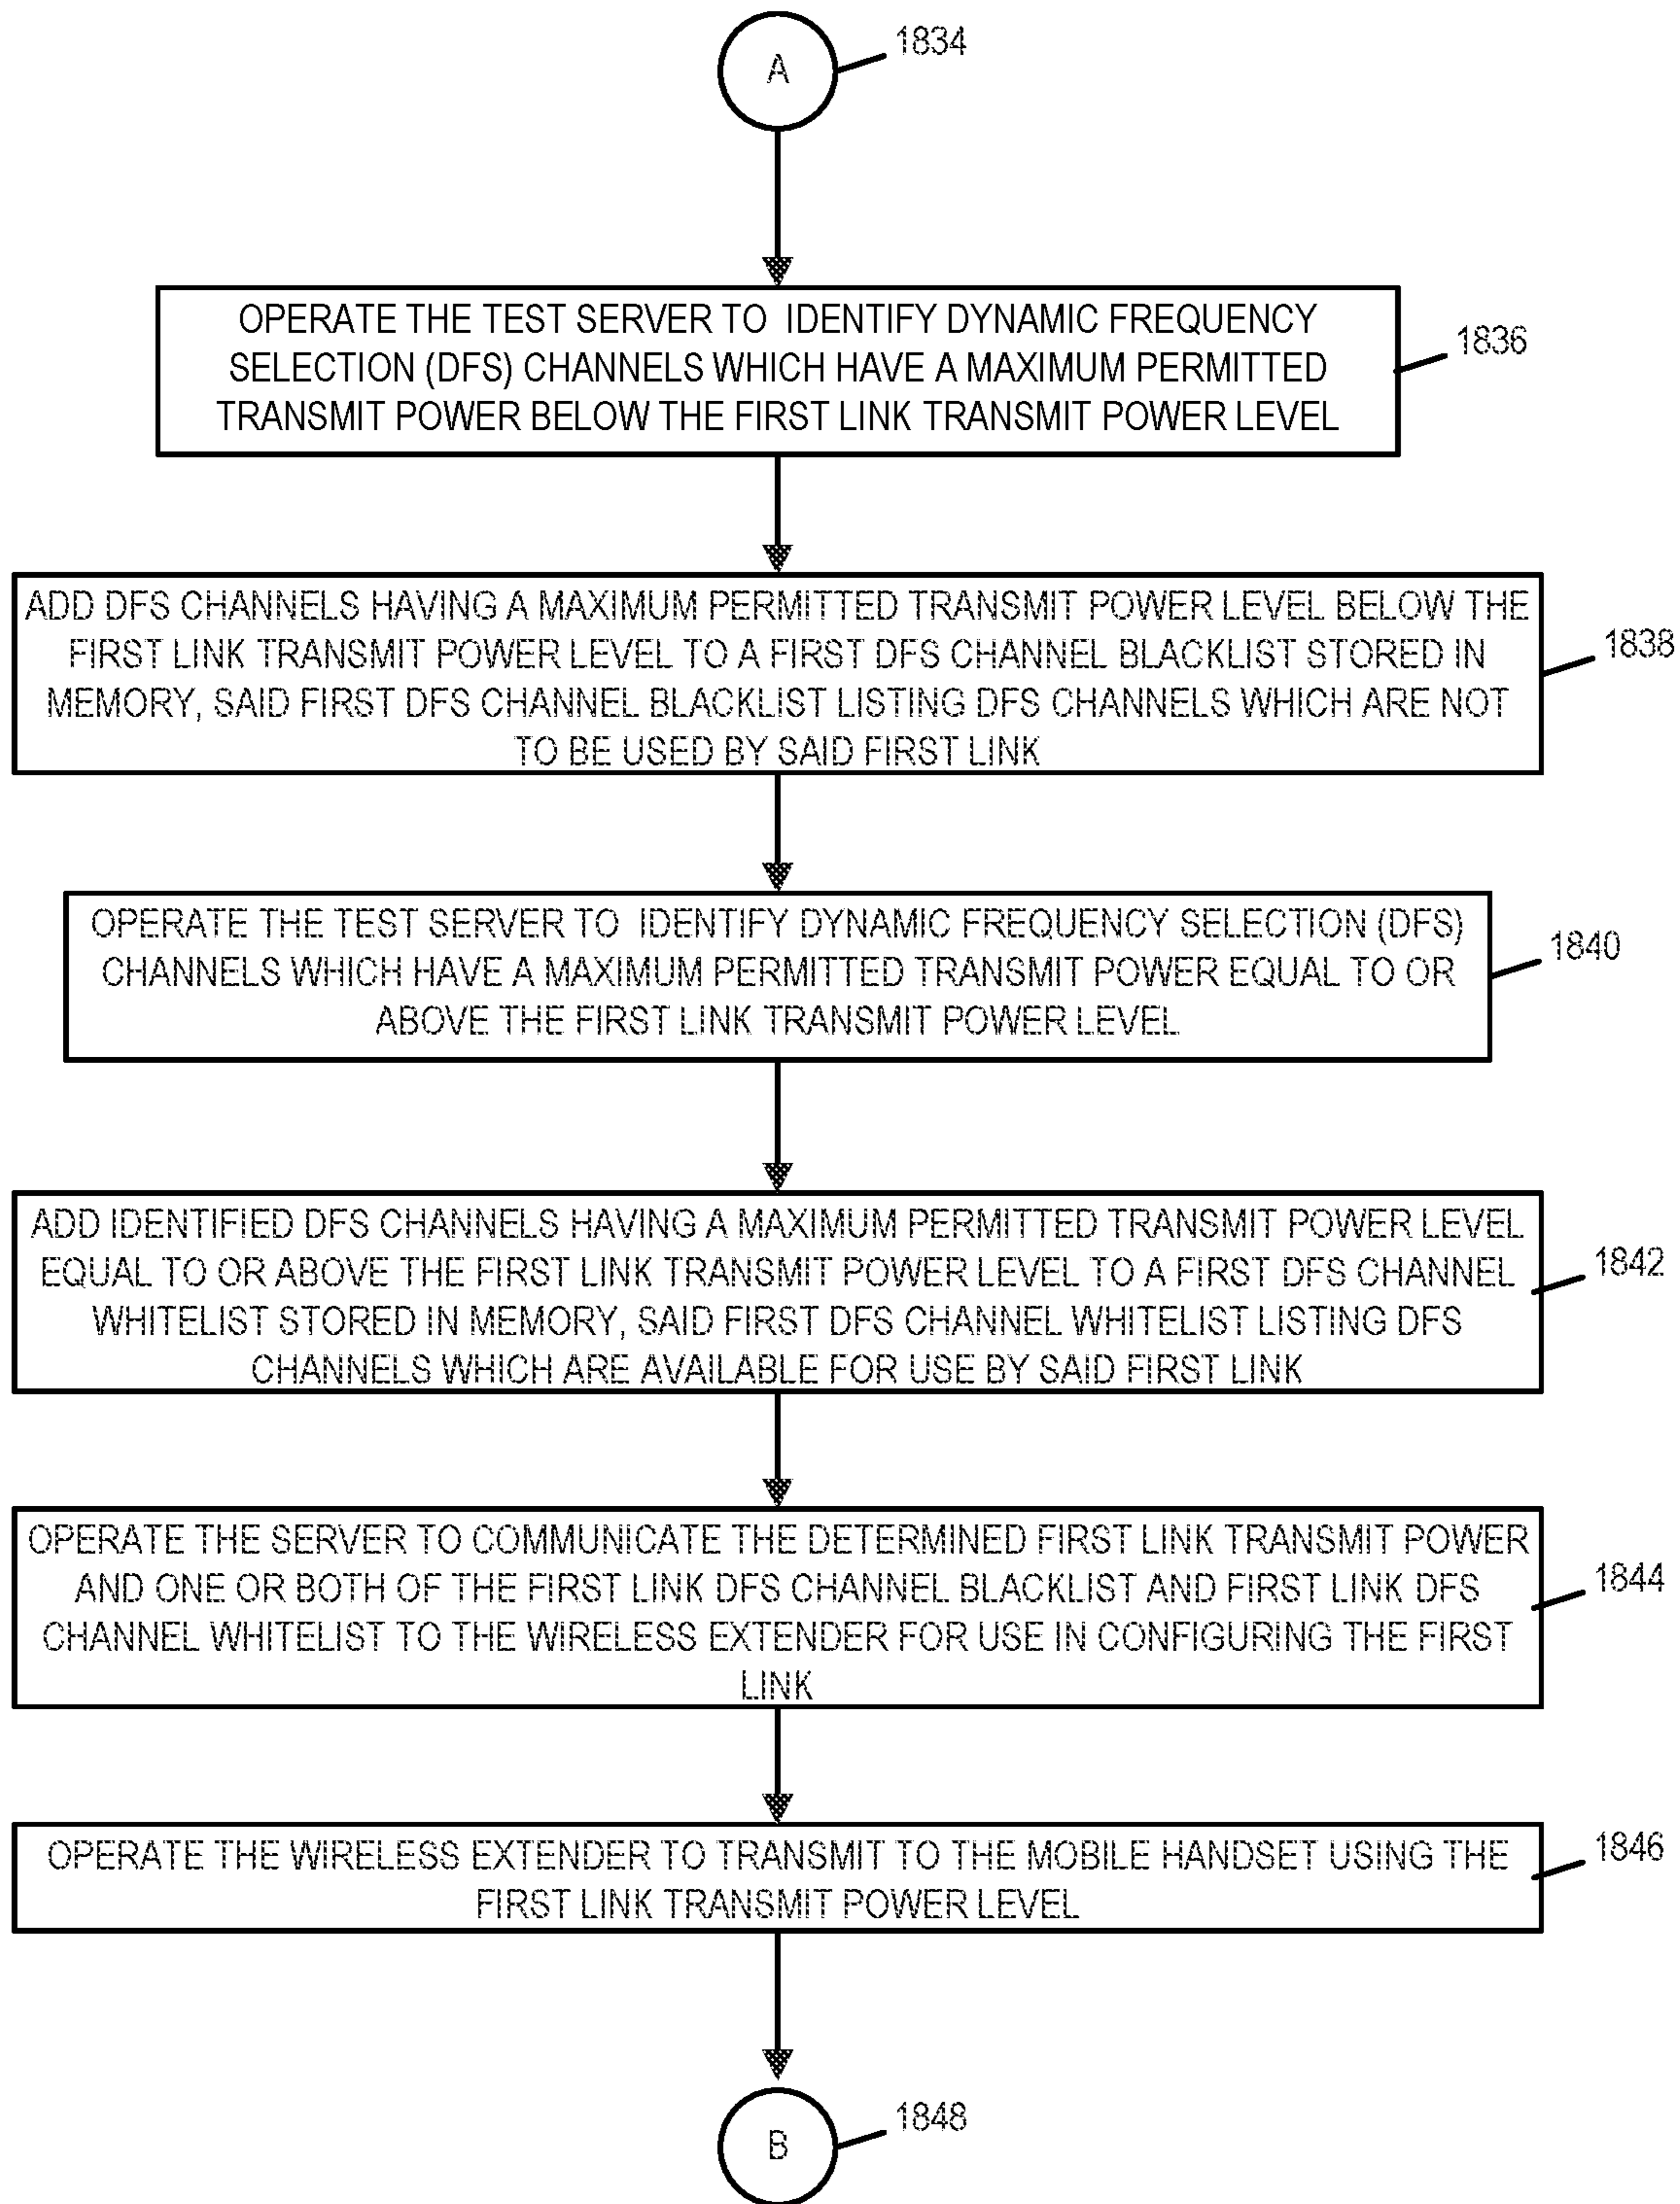 A
1834
OPERATE THE TEST SERVER TO IDENTIFY DYNAMIC FREQUENCY
SELECTION (DFS) CHANNELS WHICH HAVE A MAXIMUM PERMITTED
TRANSMIT POWER BELOW THE FIRST LINK TRANSMIT POWER LEVEL
1836
ADD DFS CHANNELS HAVING A MAXIMUM PERMITTED TRANSMIT POWER LEVEL BELOW THE
FIRST LINK TRANSMIT POWER LEVEL TO A FIRST DFS CHANNEL BLACKLIST STORED IN
MEMORY, SAID FIRST DFS CHANNEL BLACKLIST LISTING DFS CHANNELS WHICH ARE NOT
TO BE USED BY SAID FIRST LINK
1838
OPERATE THE TEST SERVER TO IDENTIFY DYNAMIC FREQUENCY SELECTION (DFS)
CHANNELS WHICH HAVE A MAXIMUM PERMITTED TRANSMIT POWER EQUAL TO OR
ABOVE THE FIRST LINK TRANSMIT POWER LEVEL
1840
ADD IDENTIFIED DFS CHANNELS HAVING A MAXIMUM PERMITTED TRANSMIT POWER LEVEL
EQUAL TO OR ABOVE THE FIRST LINK TRANSMIT POWER LEVEL TO A FIRST DFS CHANNEL
WHITELIST STORED IN MEMORY, SAID FIRST DFS CHANNEL WHITELIST LISTING DFS
CHANNELS WHICH ARE AVAILABLE FOR USE BY SAID FIRST LINK
1842
OPERATE THE SERVER TO COMMUNICATE THE DETERMINED FIRST LINK TRANSMIT POWER
AND ONE OR BOTH OF THE FIRST LINK DFS CHANNEL BLACKLIST AND FIRST LINK DFS
CHANNEL WHITELIST TO THE WIRELESS EXTENDER FOR USE IN CONFIGURING THE FIRST
LINK
1844
OPERATE THE WIRELESS EXTENDER TO TRANSMIT TO THE MOBILE HANDSET USING THE
FIRST LINK TRANSMIT POWER LEVEL
1846
B
1848